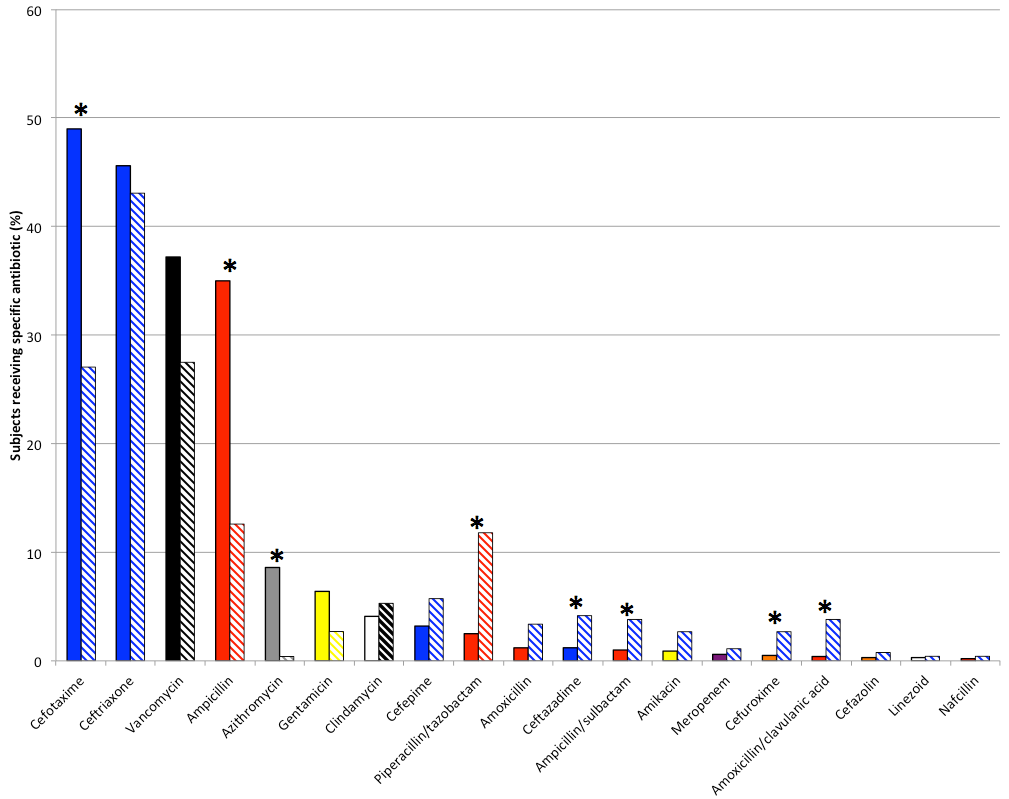 60
50
40
30
20
10
0
Subjects receiving specific antibiotic (%)
*
*
*
*
*
*
*
*
Cefotaxime
Ceftriaxone
Vancomycin
Ampicillin
Azithromycin
Gentamicin
Clindamycin
Cefepime
Piperacillin/tazobactam
Amoxicillin
Ceftazadime
Ampicillin/sulbactam
Amikacin
Meropenem
Cefuroxime
Amoxicillin/clavulanic acid
Cefazolin
Linezoid
Nafcillin